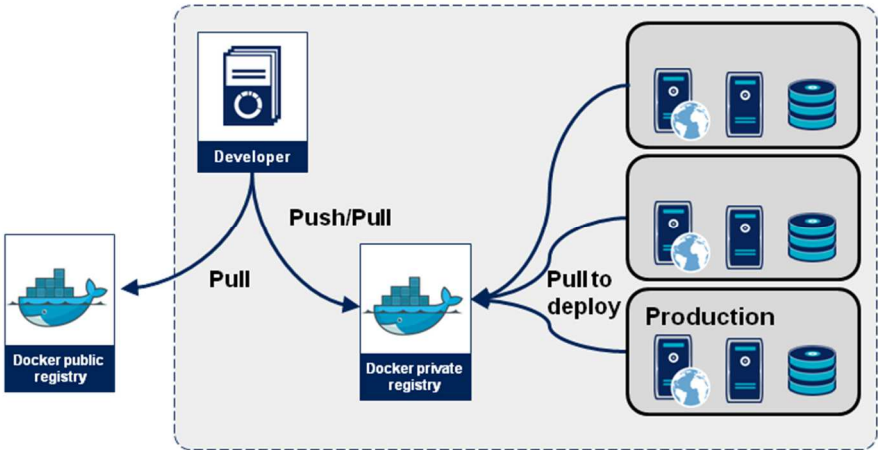 Developer
Push/Pull
Pull
Docker public
registry
Docker private
registry
Pull to
deploy
Production